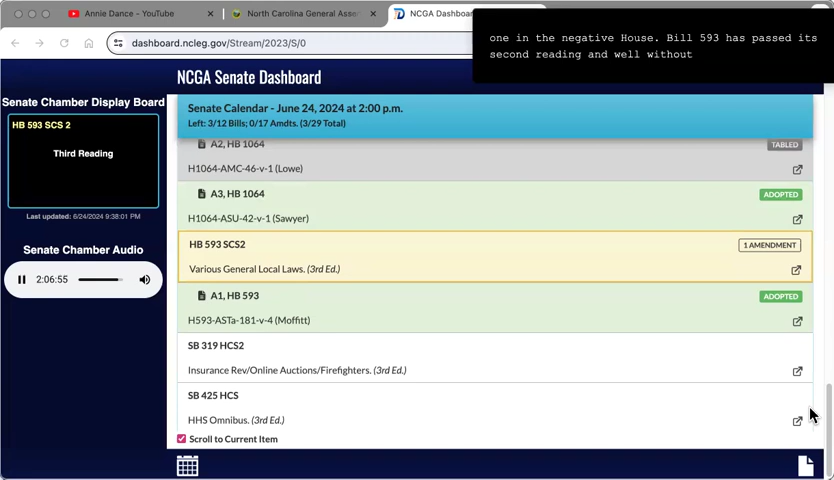 Annie Dance - YouTube
North Carolina General Asse
NCGA Dashboa
dashboard.ncleg.gov/Stream/2023/S/0
one in the negative House. Bill 593 has passed its
second reading and well without
NCGA Senate Dashboard
Senate Chamber Display Board
HB 593 SCS 2
Third Reading
Last updated: 6/24/2024 9:38:01 PM
Senate Chamber Audio
2:06:55
Senate Calendar - June 24, 2024 at 2:00 p.m.
Left: 3/12 Bills; 0/17 Amdts. (3/29 Total)
A2, HB 1064
TABLED
H1064-AMC-46-v-1 (Lowe)
A3, HB 1064
ADOPTED
H1064-ASU-42-v-1 (Sawyer)
HB 593 SCS2
1 AMENDMENT
Various General Local Laws. (3rd Ed.)
A1, HB 593
ADOPTED
H593-ASTa-181-v-4 (Moffitt)
SB 319 HCS2
Insurance Rev/Online Auctions/Firefighters. (3rd Ed.)
SB 425 HCS
HHS Omnibus. (3rd Ed.)
Scroll to Current Item